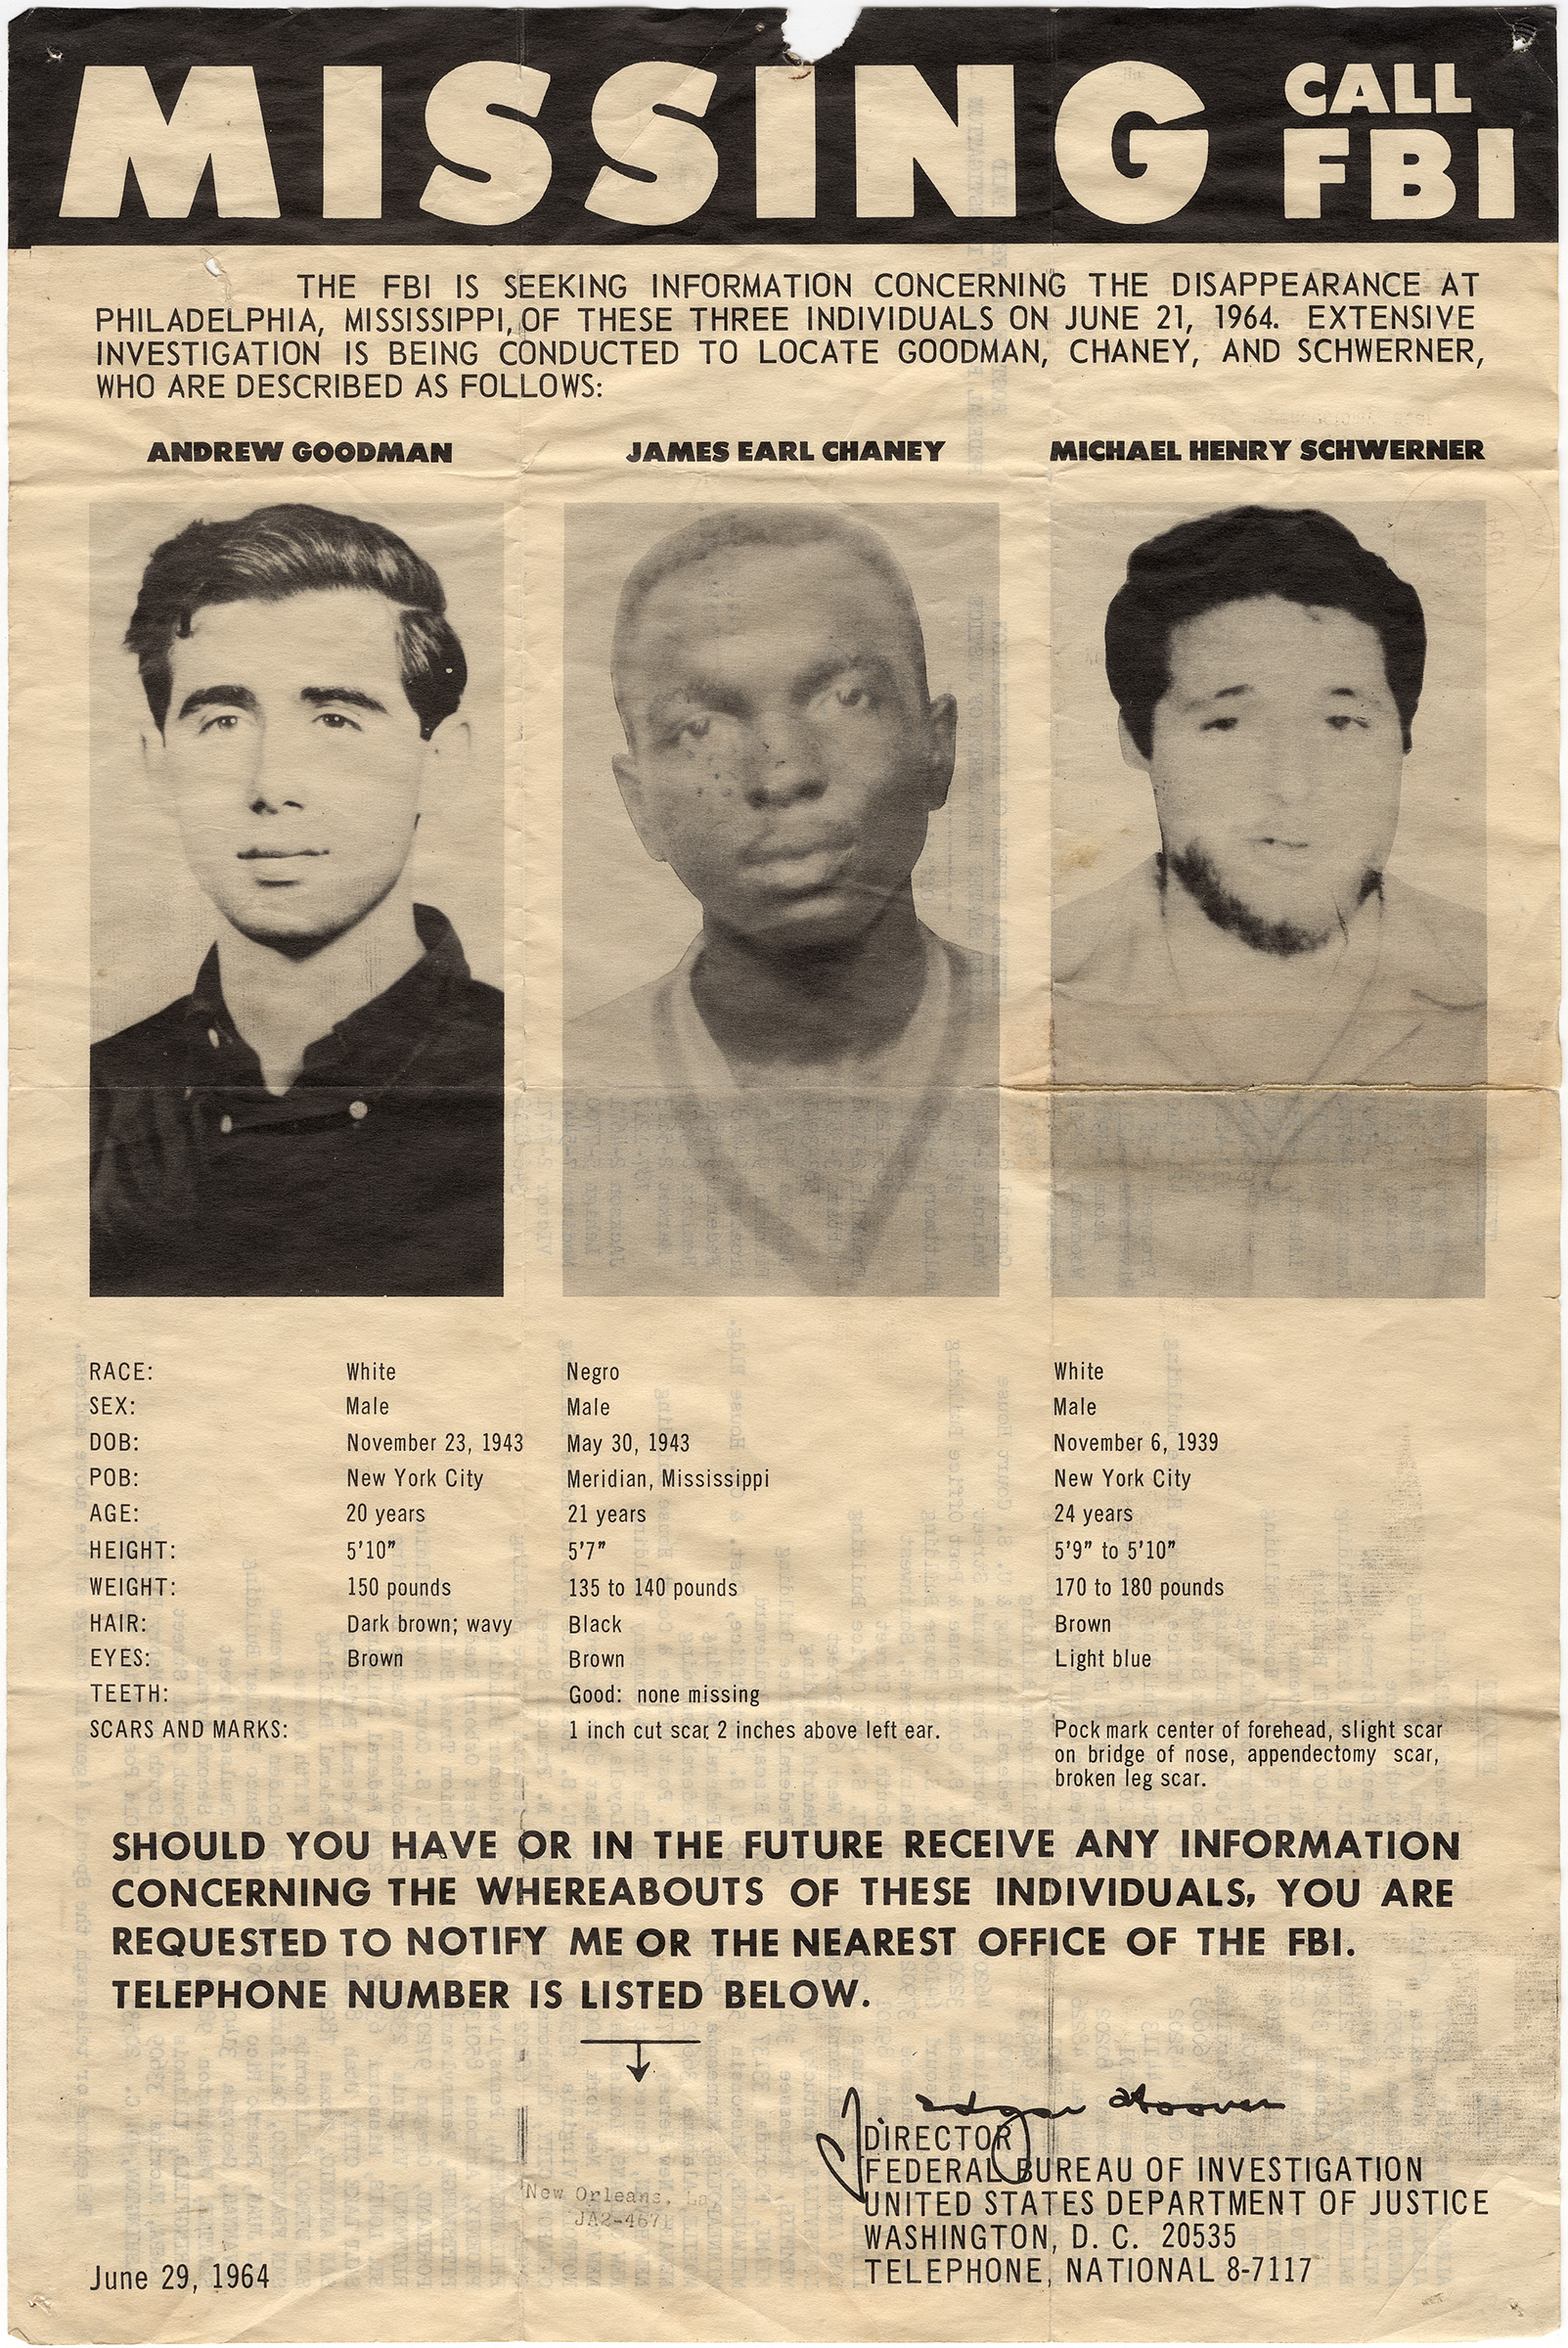 MISSING CALL FBI
THE FBI IS SEEKING INFORMATION CONCERNING THE DISAPPEARANCE AT
PHILADELPHIA, MISSISSIPPI, OF THESE THREE INDIVIDUALS ON JUNE 21, 1964. EXTENSIVE
INVESTIGATION IS BEING CONDUCTED TO LOCATE GOODMAN, CHANEY, AND SCHWERNER,
WHO ARE DESCRIBED AS FOLLOWS:
ANDREW GOODMAN JAMES EARL CHANEY MICHAEL HENRY SCHWERNER
RACE: White Negro White
SEX: Male Male Male
DOB: November 23, 1943 May 30, 1943 November 6, 1939
POB: New York City Meridian, Mississippi New York City
AGE: 20 years 21 years 24 years
HEIGHT: 5'10" 5'7" 5'9" to 5'10"
WEIGHT: 150 pounds 135 to 140 pounds 170 to 180 pounds
HAIR: Dark brown; wavy Black Brown
EYES: Brown Brown Light blue
TEETH: Good: none missing
SCARS AND MARKS: 1 inch cut scar 2 inches above left ear. Pock mark center of forehead, slight scar
on bridge of nose, appendectomy scar,
broken leg scar.
SHOULD YOU HAVE OR IN THE FUTURE RECEIVE ANY INFORMATION
CONCERNING THE WHEREABOUTS OF THESE INDIVIDUALS, YOU ARE
REQUESTED TO NOTIFY ME OR THE NEAREST OFFICE OF THE FBI.
TELEPHONE NUMBER IS LISTED BELOW.
J. Edgar Hoover
DIRECTOR
FEDERAL BUREAU OF INVESTIGATION
UNITED STATES DEPARTMENT OF JUSTICE
WASHINGTON, D. C. 20535
TELEPHONE, NATIONAL 8-7117
New Orleans, La
June 29, 1964